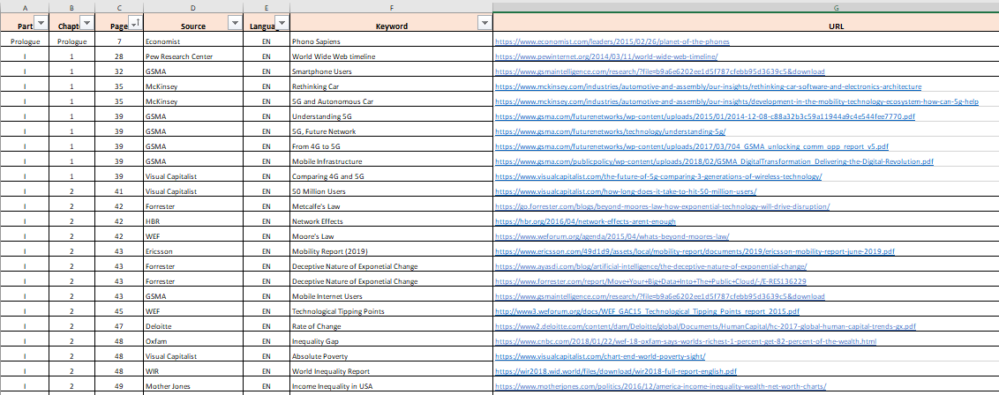 A B C D E F G
Part Chapt Page Source Langua Keyword URL
Prologue Prologue 7 Economist EN Phono Sapiens https://www.economist.com/leaders/2015/02/26/planet-of-the-phones
I 1 28 Pew Research Center EN World Wide Web timeline https://www.pewinternet.org/2014/03/11/world-wide-web-timeline/
I 1 32 GSMA EN Smartphone Users https://www.gsmaintelligence.com/research/?file=b9a6e6202ee1d5f787cfebb95d3639c5&download
I 1 35 McKinsey EN Rethinking Car https://www.mckinsey.com/industries/automotive-and-assembly/our-insights/rethinking-car-software-and-electronics-architecture
I 1 35 McKinsey EN 5G and Autonomous Car https://www.mckinsey.com/industries/automotive-and-assembly/our-insights/development-in-the-mobility-technology-ecosystem-how-can-5g-help
I 1 39 GSMA EN Understanding 5G https://www.gsma.com/futurenetworks/wp-content/uploads/2015/01/2014-12-08-c88a32b3c59a11944a9c4e544fee7770.pdf
I 1 39 GSMA EN 5G, Future Network https://www.gsma.com/futurenetworks/technology/understanding-5g/
I 1 39 GSMA EN From 4G to 5G https://www.gsma.com/futurenetworks/wp-content/uploads/2017/03/704_GSMA_unlocking_comm_opp_report_v5.pdf
I 1 39 GSMA EN Mobile Infrastructure https://www.gsma.com/publicpolicy/wp-content/uploads/2018/02/GSMA_DigitalTransformation_Delivering-the-Digital-Revolution.pdf
I 1 39 Visual Capitalist EN Comparing 4G and 5G https://www.visualcapitalist.com/the-future-of-5g-comparing-3-generations-of-wireless-technology/
I 2 41 Visual Capitalist EN 50 Million Users https://www.visualcapitalist.com/how-long-does-it-take-to-hit-50-million-users/
I 2 42 Forrester EN Metcalfe's Law https://go.forrester.com/blogs/beyond-moores-law-how-exponential-technology-will-drive-disruption/
I 2 42 HBR EN Network Effects https://hbr.org/2016/04/network-effects-arent-enough
I 2 42 WEF EN Moore's Law https://www.weforum.org/agenda/2015/04/whats-beyond-moores-law/
I 2 43 Ericsson EN Mobility Report (2019) https://www.ericsson.com/49d1d9/assets/local/mobility-report/documents/2019/ericsson-mobility-report-june-2019.pdf
I 2 43 Forrester EN Deceptive Nature of Exponetial Change https://www.ayasdi.com/blog/artificial-intelligence/the-deceptive-nature-of-exponential-change/
I 2 43 Forrester EN Deceptive Nature of Exponetial Change https://www.forrester.com/report/Move+Your+Big+Data+Into+The+Public+Cloud/-/E-RES136229
I 2 43 GSMA EN Mobile Internet Users https://www.gsmaintelligence.com/research/?file=b9a6e6202ee1d5f787cfebb95d3639c5&download
I 2 45 WEF EN Technological Tipping Points http://www3.weforum.org/docs/WEF_GAC15_Technological_Tipping_Points_report_2015.pdf
I 2 47 Deloitte EN Rate of Change https://www2.deloitte.com/content/dam/Deloitte/global/Documents/HumanCapital/hc-2017-global-human-capital-trends-gx.pdf
I 2 48 Oxfam EN Inequality Gap https://www.cnbc.com/2018/01/22/wef-18-oxfam-says-worlds-richest-1-percent-get-82-percent-of-the-wealth.html
I 2 48 Visual Capitalist EN Absolute Poverty https://www.visualcapitalist.com/chart-end-world-poverty-sight/
I 2 48 WIR EN World Inequality Report https://wir2018.wid.world/files/download/wir2018-full-report-english.pdf
I 2 49 Mother Jones EN Income Inequality in USA https://www.motherjones.com/politics/2016/12/america-income-inequality-wealth-net-worth-charts/